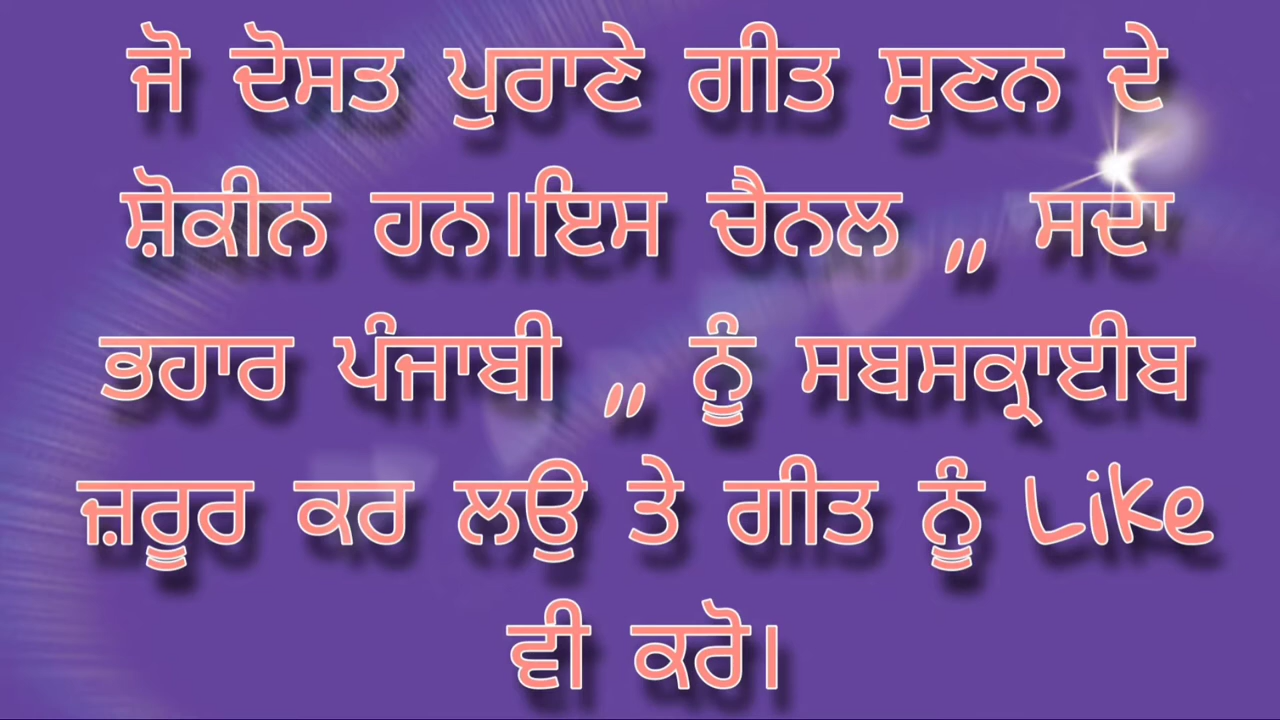 ਜੋ ਦੋਸਤ ਪੁਰਾਣੇ ਗੀਤ ਸੁਣਨ ਦੇ
ਸ਼ੋਕੀਨ ਹਨ।ਇਸ ਚੈਨਲ ,, ਸਦਾ
ਭਹਾਰ ਪੰਜਾਬੀ ,, ਨੂੰ ਸਬਸਕ੍ਰਾਈਬ
ਜ਼ਰੂਰ ਕਰ ਲਉ ਤੇ ਗੀਤ ਨੂੰ Like
ਵੀ ਕਰੋ।